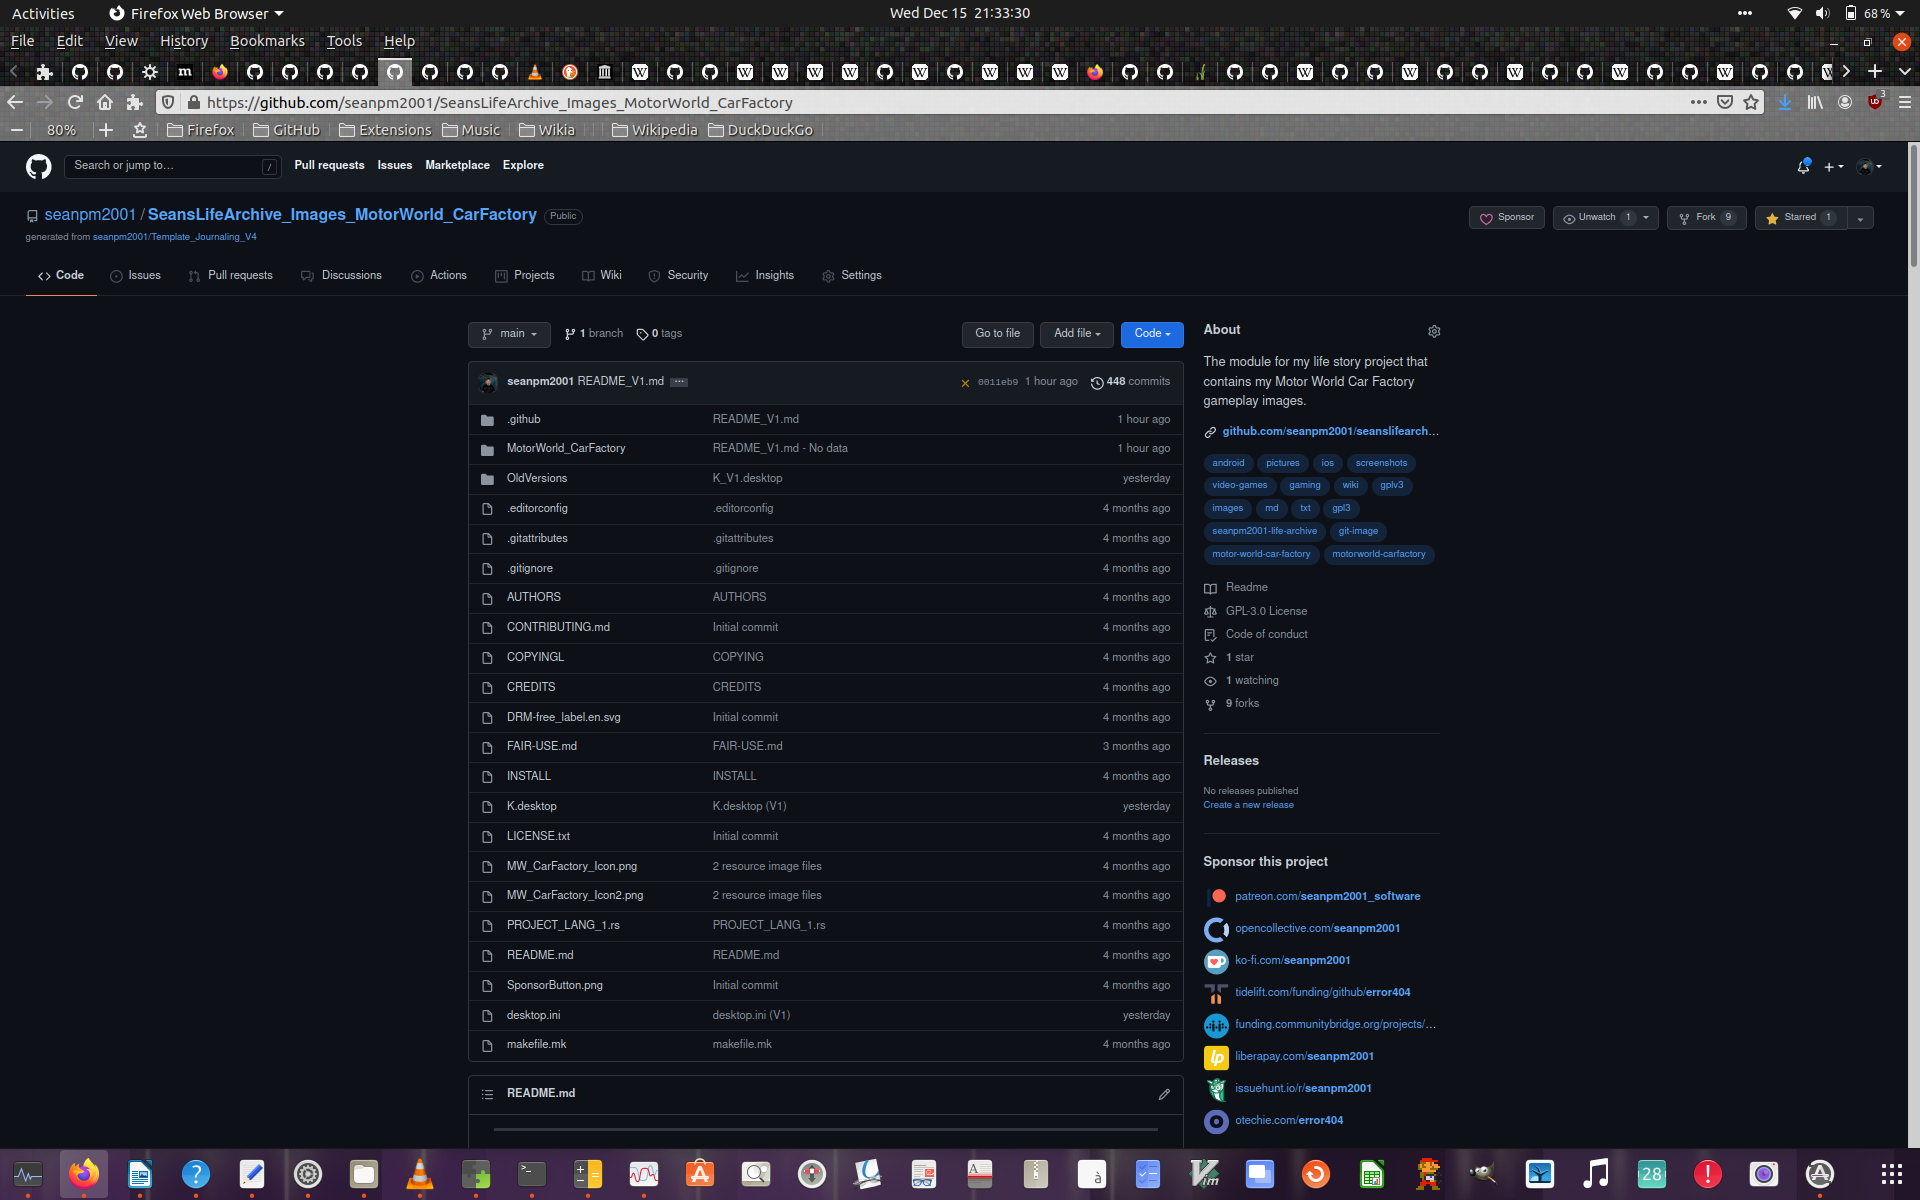 Activities
Firefox Web Browser
Wed Dec 15 21:33:30
68 %
File Edit View History Bookmarks Tools Help
https://github.com/seanpm2001/SeansLifeArchive_Images_MotorWorld_CarFactory
3
80%
Firefox GitHub Extensions Music Wikia Wikipedia DuckDuckGo
Search or jump to… /
Pull requests Issues Marketplace Explore
seanpm2001 / SeansLifeArchive_Images_MotorWorld_CarFactory Public
generated from seanpm2001/Template_Journaling_V4
Sponsor Unwatch 1 Fork 9 Starred 1
Code Issues Pull requests Discussions Actions Projects Wiki Security Insights Settings
main 1 branch 0 tags Go to file Add file Code
seanpm2001 README_V1.md ... 0011eb9 1 hour ago 448 commits
.github README_V1.md 1 hour ago
MotorWorld_CarFactory README_V1.md - No data 1 hour ago
OldVersions K_V1.desktop yesterday
.editorconfig .editorconfig 4 months ago
.gitattributes .gitattributes 4 months ago
.gitignore .gitignore 4 months ago
AUTHORS AUTHORS 4 months ago
CONTRIBUTING.md Initial commit 4 months ago
COPYINGL COPYING 4 months ago
CREDITS CREDITS 4 months ago
DRM-free_label.en.svg Initial commit 4 months ago
FAIR-USE.md FAIR-USE.md 3 months ago
INSTALL INSTALL 4 months ago
K.desktop K.desktop (V1) yesterday
LICENSE.txt Initial commit 4 months ago
MW_CarFactory_Icon.png 2 resource image files 4 months ago
MW_CarFactory_Icon2.png 2 resource image files 4 months ago
PROJECT_LANG_1.rs PROJECT_LANG_1.rs 4 months ago
README.md README.md 4 months ago
SponsorButton.png Initial commit 4 months ago
desktop.ini desktop.ini (V1) yesterday
makefile.mk makefile.mk 4 months ago
README.md
About
The module for my life story project that
contains my Motor World Car Factory
gameplay images.
github.com/seanpm2001/seanslifearch…
android pictures ios screenshots
video-games gaming wiki gplv3
images md txt gpl3
seanpm2001-life-archive git-image
motor-world-car-factory motorworld-carfactory
Readme
GPL-3.0 License
Code of conduct
1 star
1 watching
9 forks
Releases
No releases published
Create a new release
Sponsor this project
patreon.com/seanpm2001_software
opencollective.com/seanpm2001
ko-fi.com/seanpm2001
tidelift.com/funding/github/error404
funding.communitybridge.org/projects/…
liberapay.com/seanpm2001
issuehunt.io/r/seanpm2001
otechie.com/error404
28